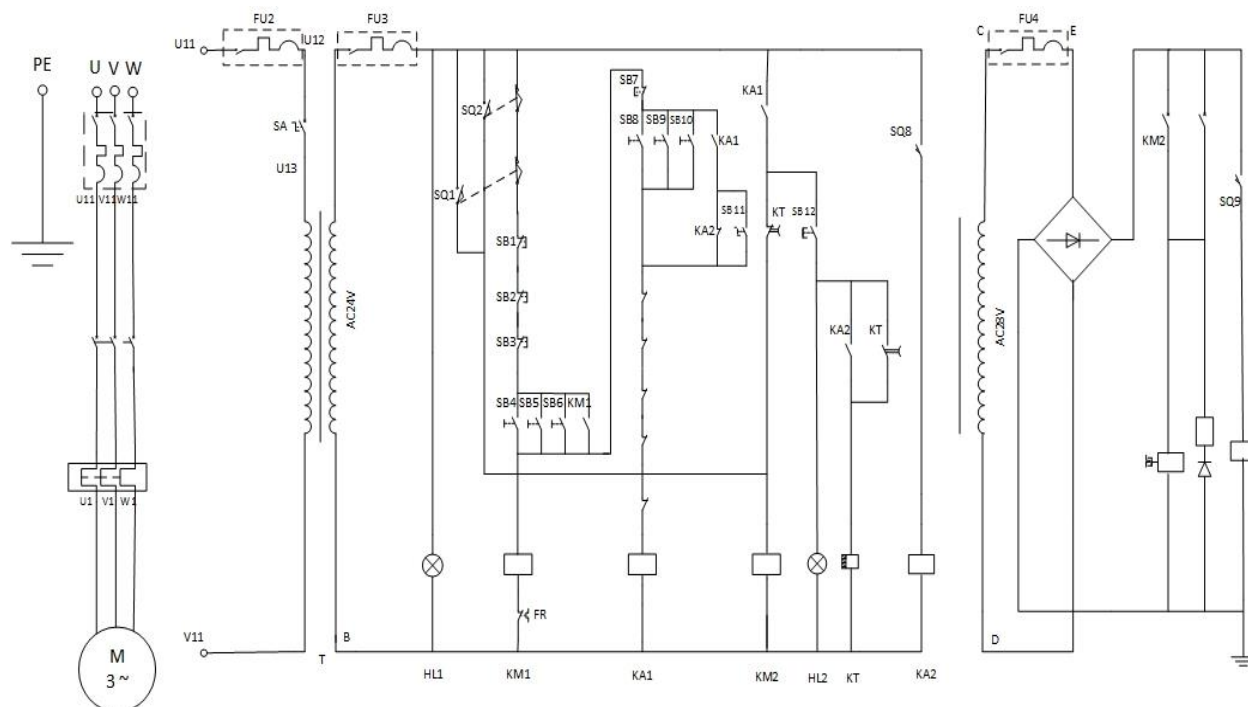 FU2
FU3
FU4
U11
U12
C
E
PE
U V W
SA
U13
SQ2
SQ1
SB7
SB8
SB9
SB10
KA1
KA1
SQ8
KM2
SQ9
U11 V11 W11
SB1
SB2
SB3
KA2
SB11
KT
SB12
AC24V
AC28V
KA2
KT
SB4
SB5
SB6
KM1
U1 V1 W1
FR
V11
B
T
D
M
3~
HL1
KM1
KA1
KM2
HL2
KT
KA2